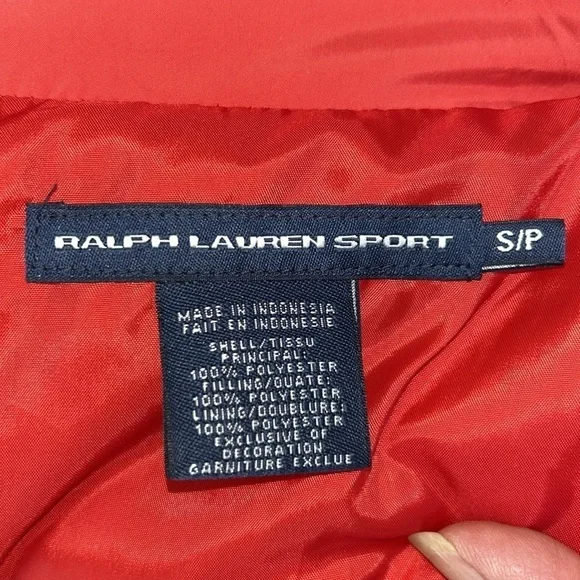 RALPH LAUREN SPORT
S/P
MADE IN INDONESIA
FAIT EN INDONESIE
SHELL/TISSU
PRINCIPAL:
100% POLYESTER
FILLING/OUATE:
100% POLYESTER
LINING/DOUBLURE:
100% POLYESTER
EXCLUSIVE OF
DECORATION
GARNITURE EXCLUE